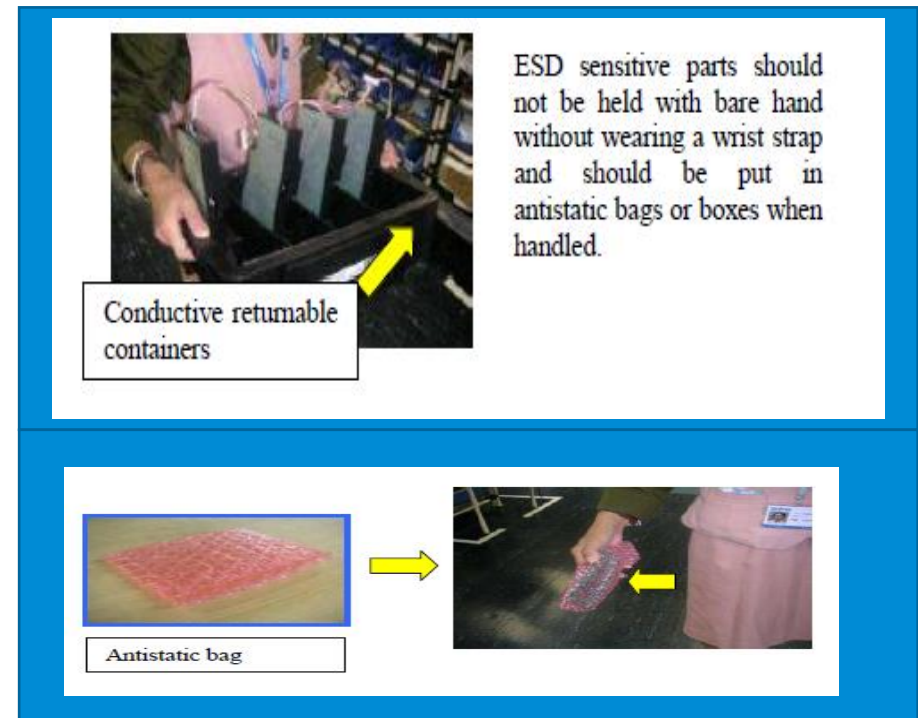 ESD sensitive parts should
not be held with bare hand
without wearing a wrist strap
and should be put in
antistatic bags or boxes when
handled.
Conductive returnable
containers
Antistatic bag